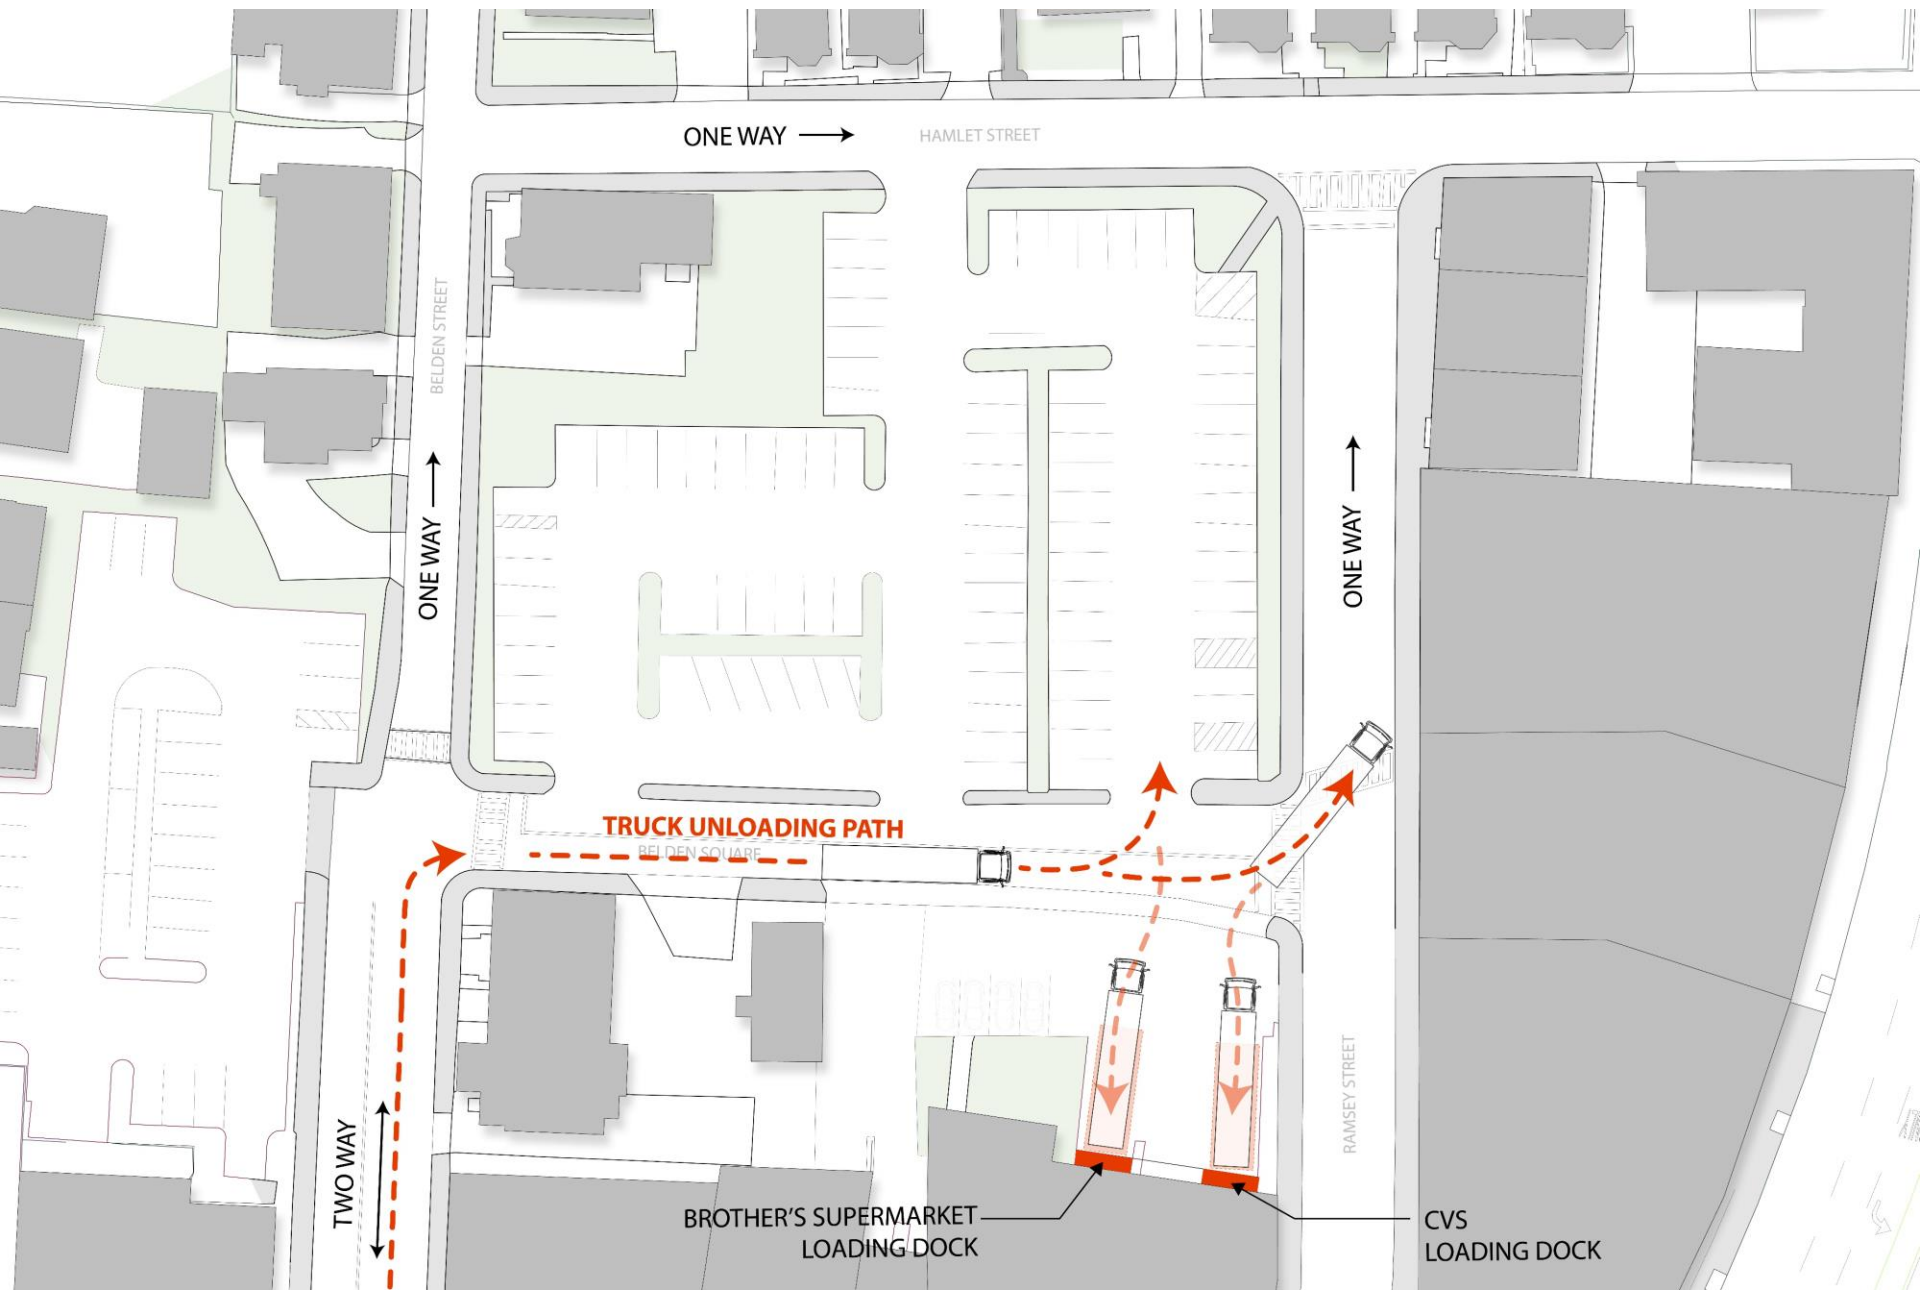 ONE WAY
HAMLET STREET
BELDEN STREET
ONE WAY
ONE WAY
TRUCK UNLOADING PATH
BELDEN SQUARE
RAMSEY STREET
TWO WAY
BROTHER'S SUPERMARKET
LOADING DOCK
CVS
LOADING DOCK